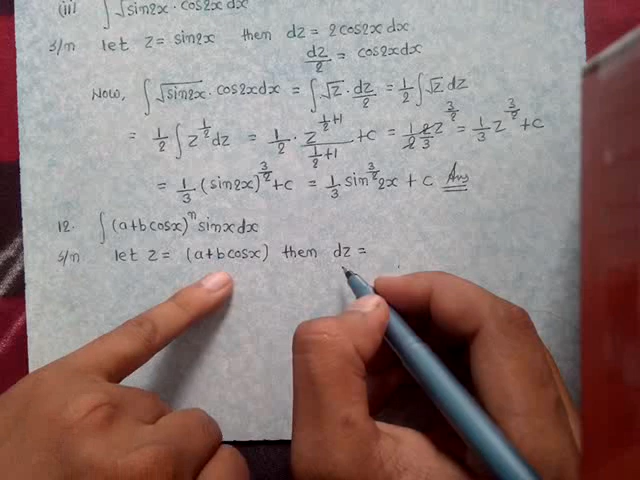 (iii) ∫√sin2x · cos2x dx
s/n let z = sin2x then dz = 2cos2x dx
dz/2 = cos2x dx
Now, ∫√sin2x · cos2x dx = ∫√z · dz/2 = 1/2 ∫√z dz
= 1/2 ∫ z^(1/2) dz = 1/2 · z^(1/2+1)/(1/2+1) + c = 1/2 · 2/3 z^(3/2) = 1/3 z^(3/2) + c
= 1/3 (sin2x)^(3/2) + c = 1/3 sin^(3/2) 2x + c Ans
12. ∫(a+b cosx)^n sinx dx
s/n let z = (a+b cosx) then dz =